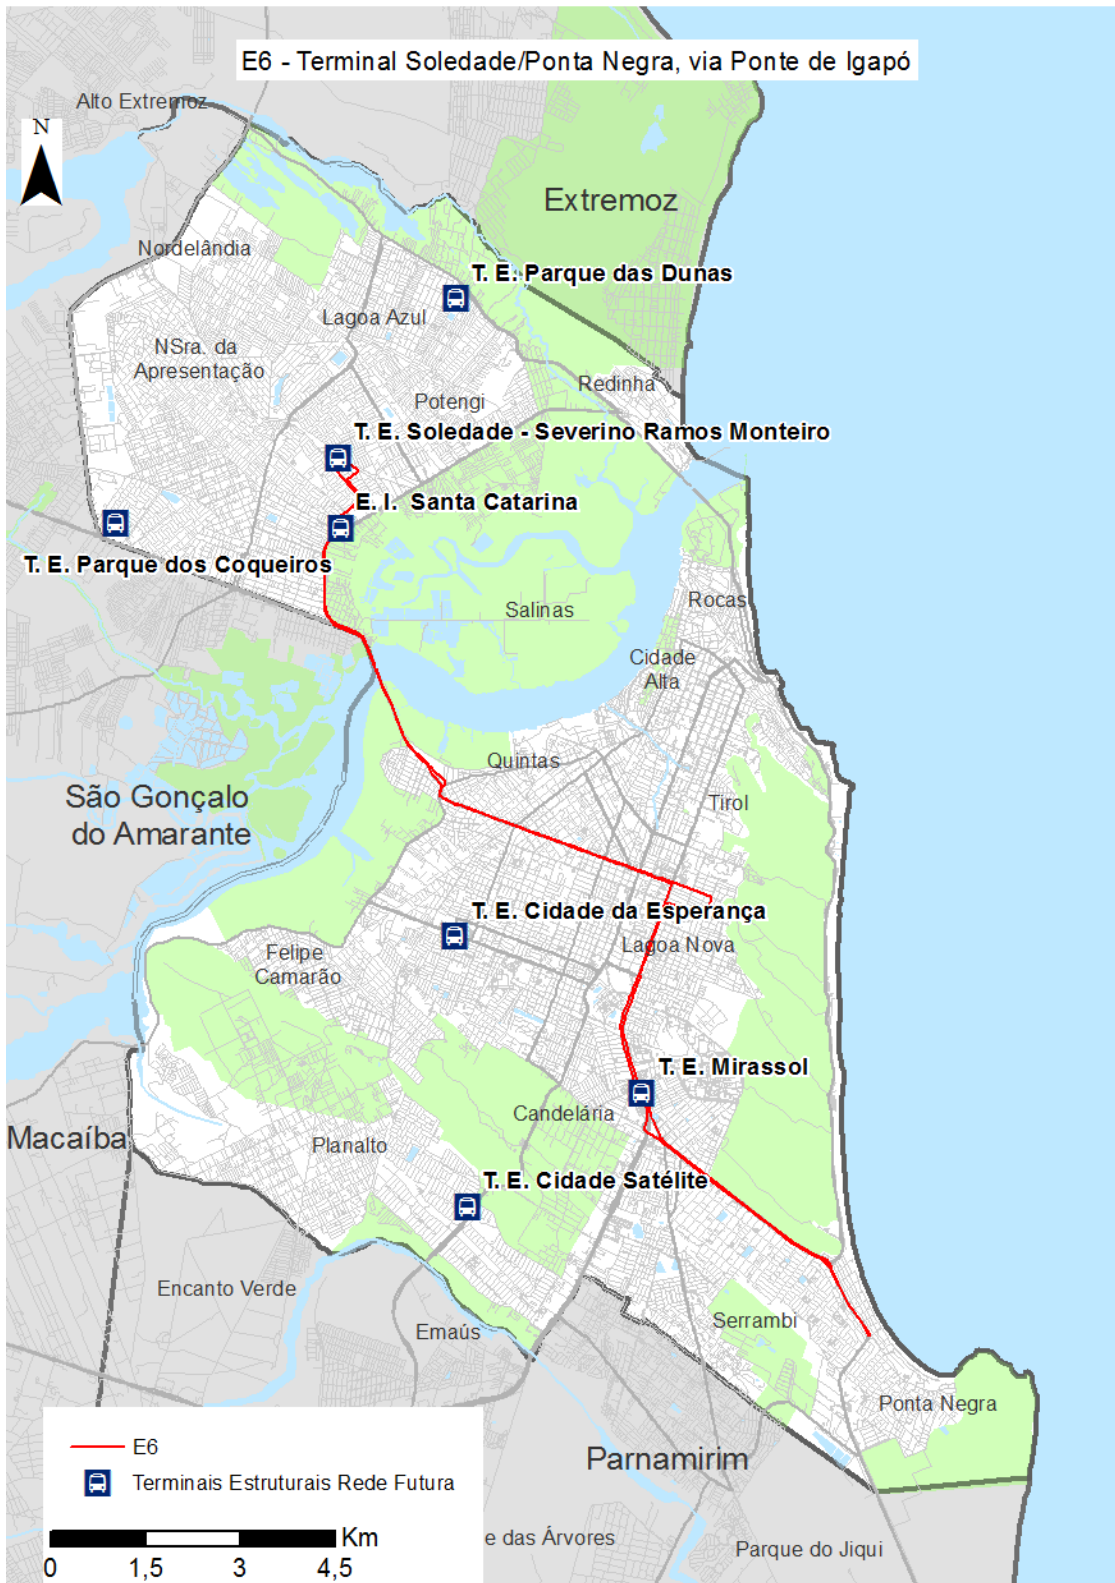 E6 - Terminal Soledade/Ponta Negra, via Ponte de Igapó
Alto Extremoz
N
Extremoz
Nordelândia
T. E. Parque das Dunas
Lagoa Azul
NSra. da
Apresentação
Redinha
Potengi
T. E. Soledade - Severino Ramos Monteiro
E. I. Santa Catarina
T. E. Parque dos Coqueiros
Salinas
Rocas
Cidade
Alta
Quintas
São Gonçalo
do Amarante
Tirol
T. E. Cidade da Esperança
Lagoa Nova
Felipe
Camarão
T. E. Mirassol
Candelária
Macaíba
Planalto
T. E. Cidade Satélite
Encanto Verde
Emaús
Serrambi
Ponta Negra
Parnamirim
E6
Terminais Estruturais Rede Futura
Km
0 1,5 3 4,5
e das Árvores
Parque do Jiqui